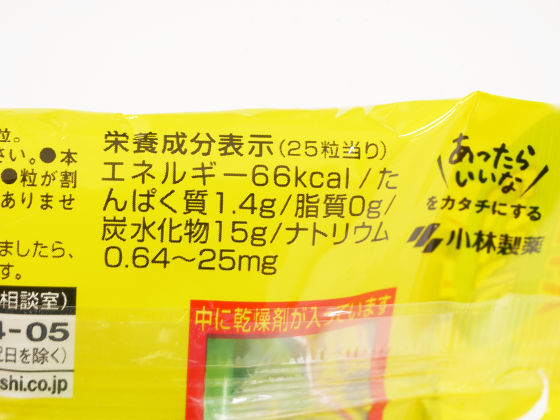 粒。
さい。●本
●粒が割
ありませ
ましたら、
す。
相談室)
4-05
日を除く)
shi.co.jp
栄養成分表示(25粒当り)
エネルギー66kcal/た
んぱく質1.4g/脂質0g/
炭水化物15g/ナトリウム
0.64～25mg
あったら
いいな
をカタチにする
小林製薬
中に乾燥剤が入っています